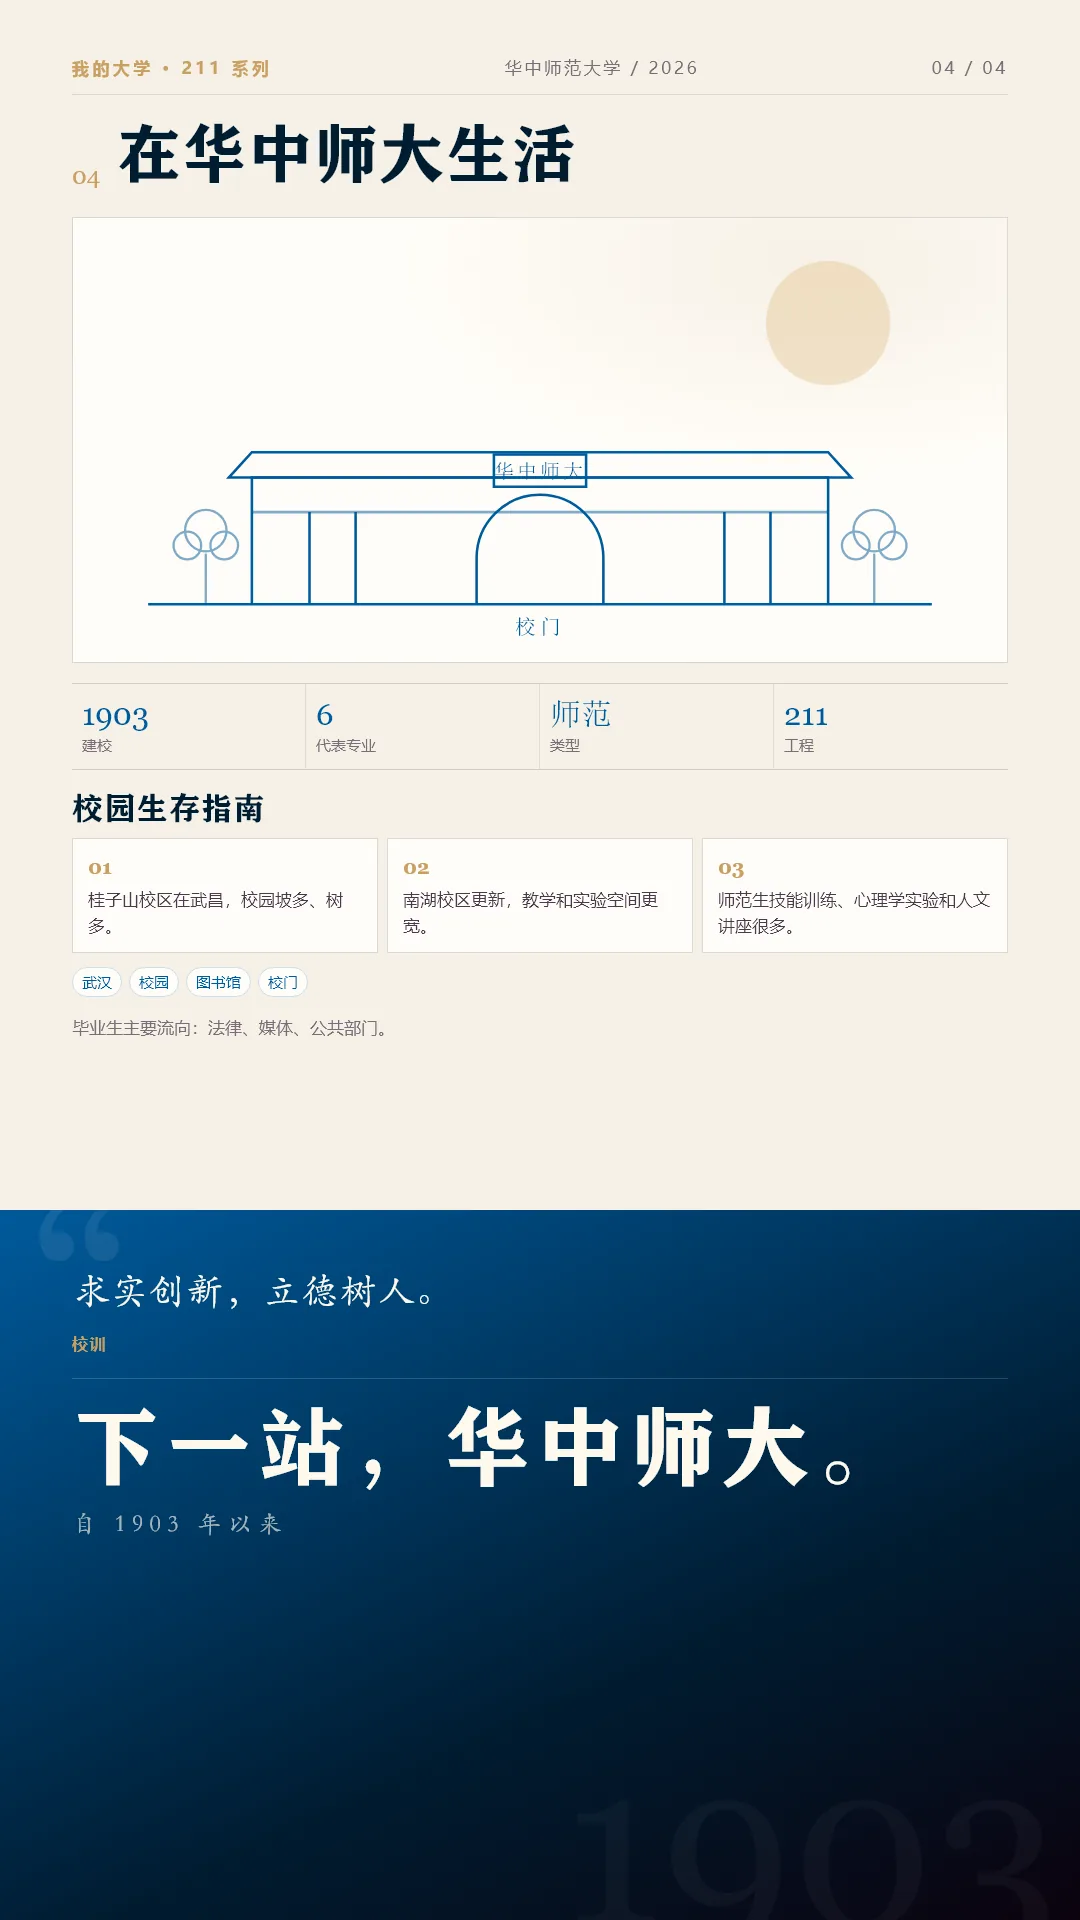 我的大学 · 211 系列
华中师范大学 / 2026
04 / 04
04 在华中师大生活
华中师大
校门
1903
建校
6
代表专业
师范
类型
211
工程
校园生存指南
01
桂子山校区在武昌，校园坡多、树
多。
02
南湖校区更新，教学和实验空间更
宽。
03
师范生技能训练、心理学实验和人文
讲座很多。
武汉
校园
图书馆
校门
毕业生主要流向：法律、媒体、公共部门。
“
求实创新，立德树人。
校训
下一站，华中师大。
自 1903 年以来
1903